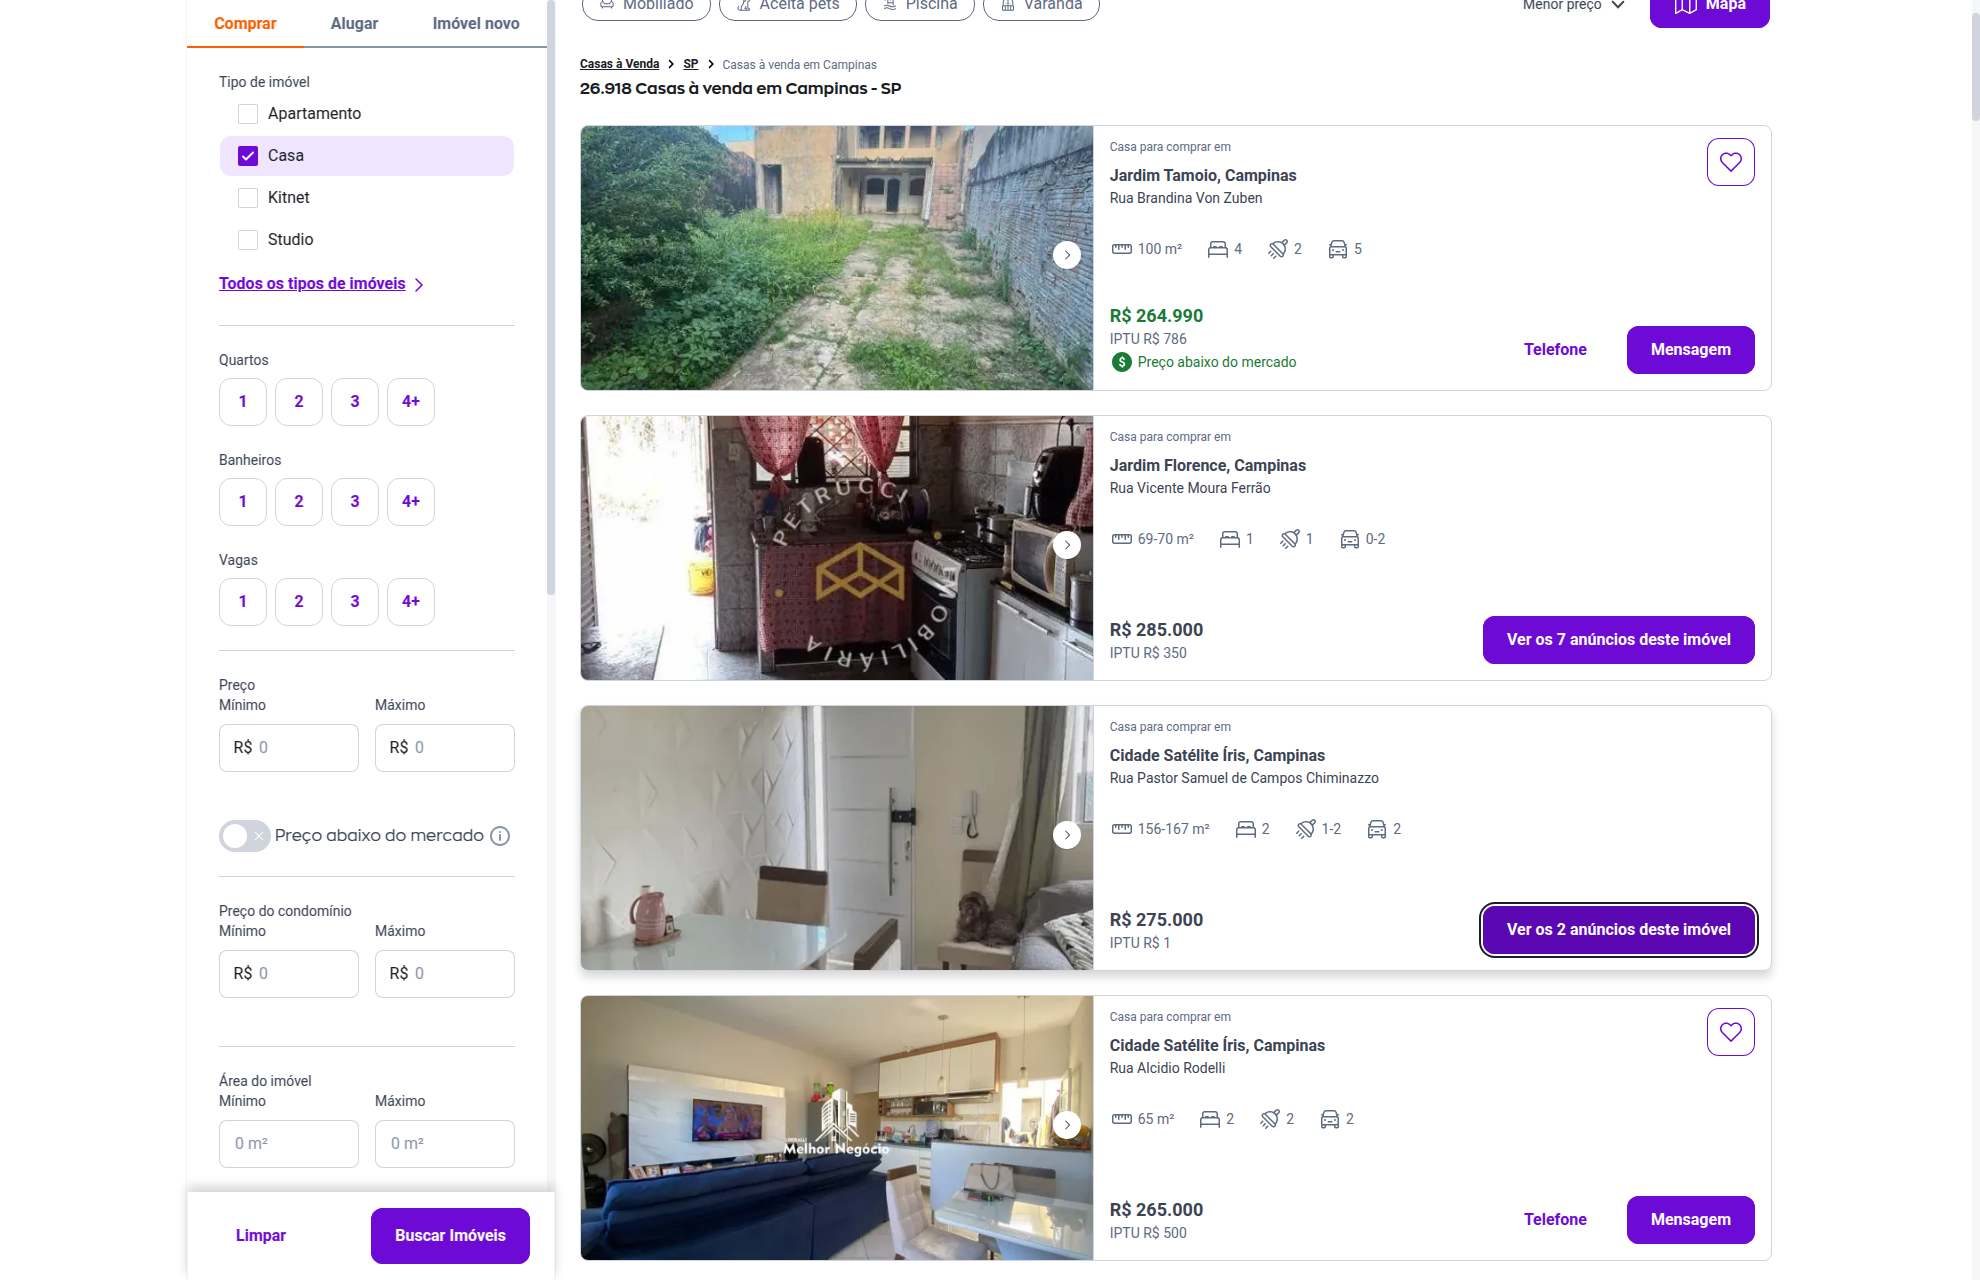 Comprar
Alugar
Imóvel novo
Tipo de imóvel
Apartamento
Casa
Kitnet
Studio
Todos os tipos de imóveis
Quartos
1
2
3
4+
Banheiros
1
2
3
4+
Vagas
1
2
3
4+
Preço
Mínimo
Máximo
R$ 0
R$ 0
Preço abaixo do mercado
Preço do condomínio
Mínimo
Máximo
R$ 0
R$ 0
Área do imóvel
Mínimo
Máximo
0 m²
0 m²
Limpar
Buscar Imóveis
Mobiliado
Aceita pets
Piscina
Varanda
Menor preço
Mapa
Casas à Venda
SP
Casas à venda em Campinas
26.918 Casas à venda em Campinas - SP
Casa para comprar em
Jardim Tamoio, Campinas
Rua Brandina Von Zuben
100 m²
4
2
5
R$ 264.990
IPTU R$ 786
$ Preço abaixo do mercado
Telefone
Mensagem
PETRUCCI
IMOBILIÁRIA
Casa para comprar em
Jardim Florence, Campinas
Rua Vicente Moura Ferrão
69-70 m²
1
1
0-2
R$ 285.000
IPTU R$ 350
Ver os 7 anúncios deste imóvel
Casa para comprar em
Cidade Satélite Íris, Campinas
Rua Pastor Samuel de Campos Chiminazzo
156-167 m²
2
1-2
2
R$ 275.000
IPTU R$ 1
Ver os 2 anúncios deste imóvel
Melhor Negócio
Casa para comprar em
Cidade Satélite Íris, Campinas
Rua Alcidio Rodelli
65 m²
2
2
2
R$ 265.000
IPTU R$ 500
Telefone
Mensagem